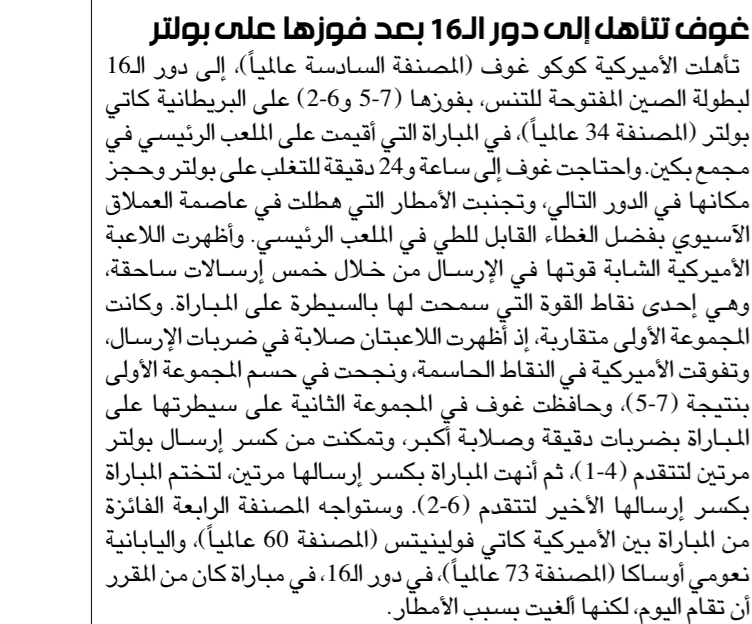 غوف تتأهل إلى دور الـ16 بعد فوزها على بولتر
تأهلت الأميركية كوكو غوف (المصنفة السادسة عالمياً)، إلى دور الـ16
لبطولة الصين المفتوحة للتنس، بفوزها (7-5 و6-2) على البريطانية كاتي
بولتر (المصنفة 34 عالمياً)، في المباراة التي أقيمت على الملعب الرئيسي في
مجمع بكين. واحتاجت غوف إلى ساعة و24 دقيقة للتغلب على بولتر وحجز
مكانها في الدور التالي، وتجنبت الأمطار التي هطلت في عاصمة العملاق
الآسيوي بفضل الغطاء القابل للطي في الملعب الرئيسي. وأظهرت اللاعبة
الأميركية الشابة قوتها في الإرسال من خلال خمس إرسالات ساحقة،
وهي إحدى نقاط القوة التي سمحت لها بالسيطرة على المباراة. وكانت
المجموعة الأولى متقاربة، إذ أظهرت اللاعبتان صلابة في ضربات الإرسال،
وتفوقت الأميركية في النقاط الحاسمة، ونجحت في حسم المجموعة الأولى
بنتيجة (7-5)، وحافظت غوف في المجموعة الثانية على سيطرتها على
المباراة بضربات دقيقة وصلابة أكبر، وتمكنت من كسر إرسال بولتر
مرتين لتتقدم (4-1)، ثم أنهت المباراة بكسر إرسالها مرتين، لتختم المباراة
بكسر إرسالها الأخير لتتقدم (6-2). وستواجه المصنفة الرابعة الفائزة
من المباراة بين الأميركية كاتي فولينيتس (المصنفة 60 عالمياً)، واليابانية
نعومي أوساكا (المصنفة 73 عالمياً)، في دور الـ16، في مباراة كان من المقرر
أن تقام اليوم، لكنها ألغيت بسبب الأمطار.